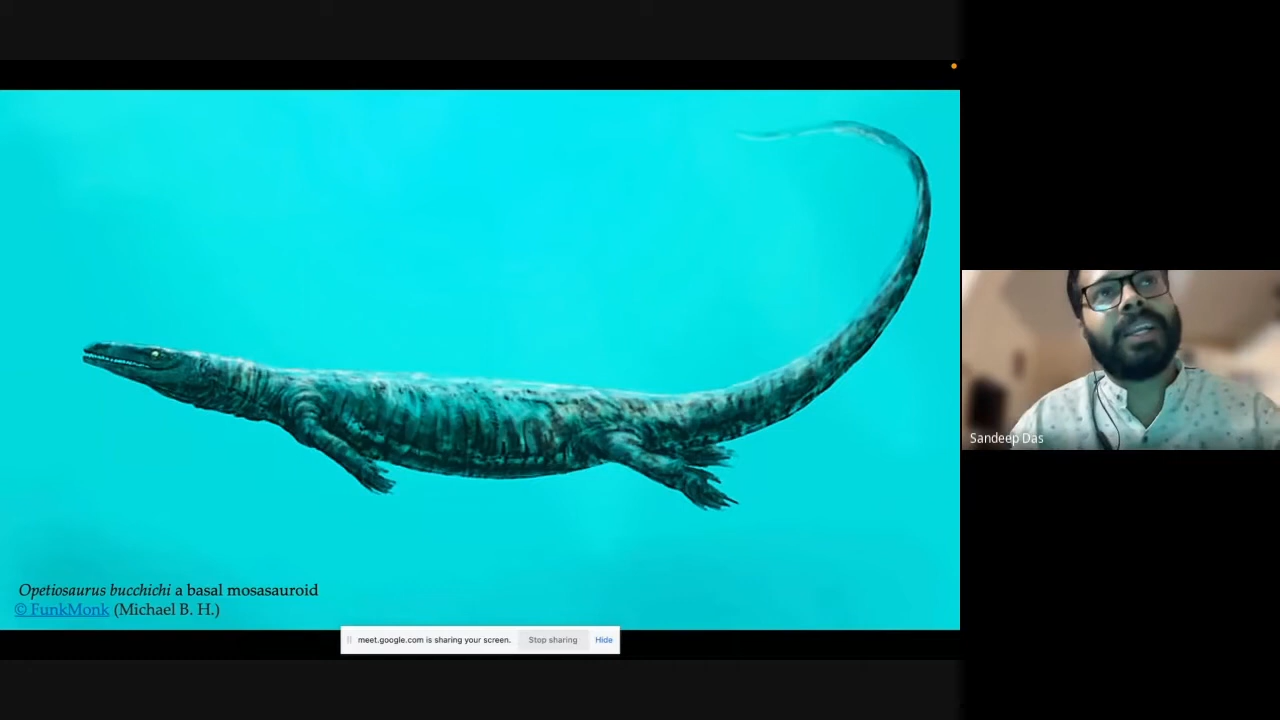 Opetiosaurus bucchichi a basal mosasauroid
© FunkMonk (Michael B. H.)
meet.google.com is sharing your screen. Stop sharing Hide
Sandeep Das